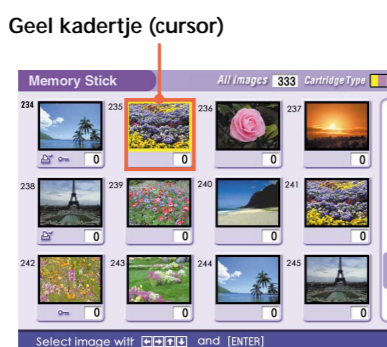 Geel kadertje (cursor)
Memory Stick All Images 333 Cartridge Type
234 235 236 237
0 0 0 0
238 239 240 241
0 0 0 0
242 243 244 245
0 0 0 0
Select image witt ←→↑↓ and [ENTER]